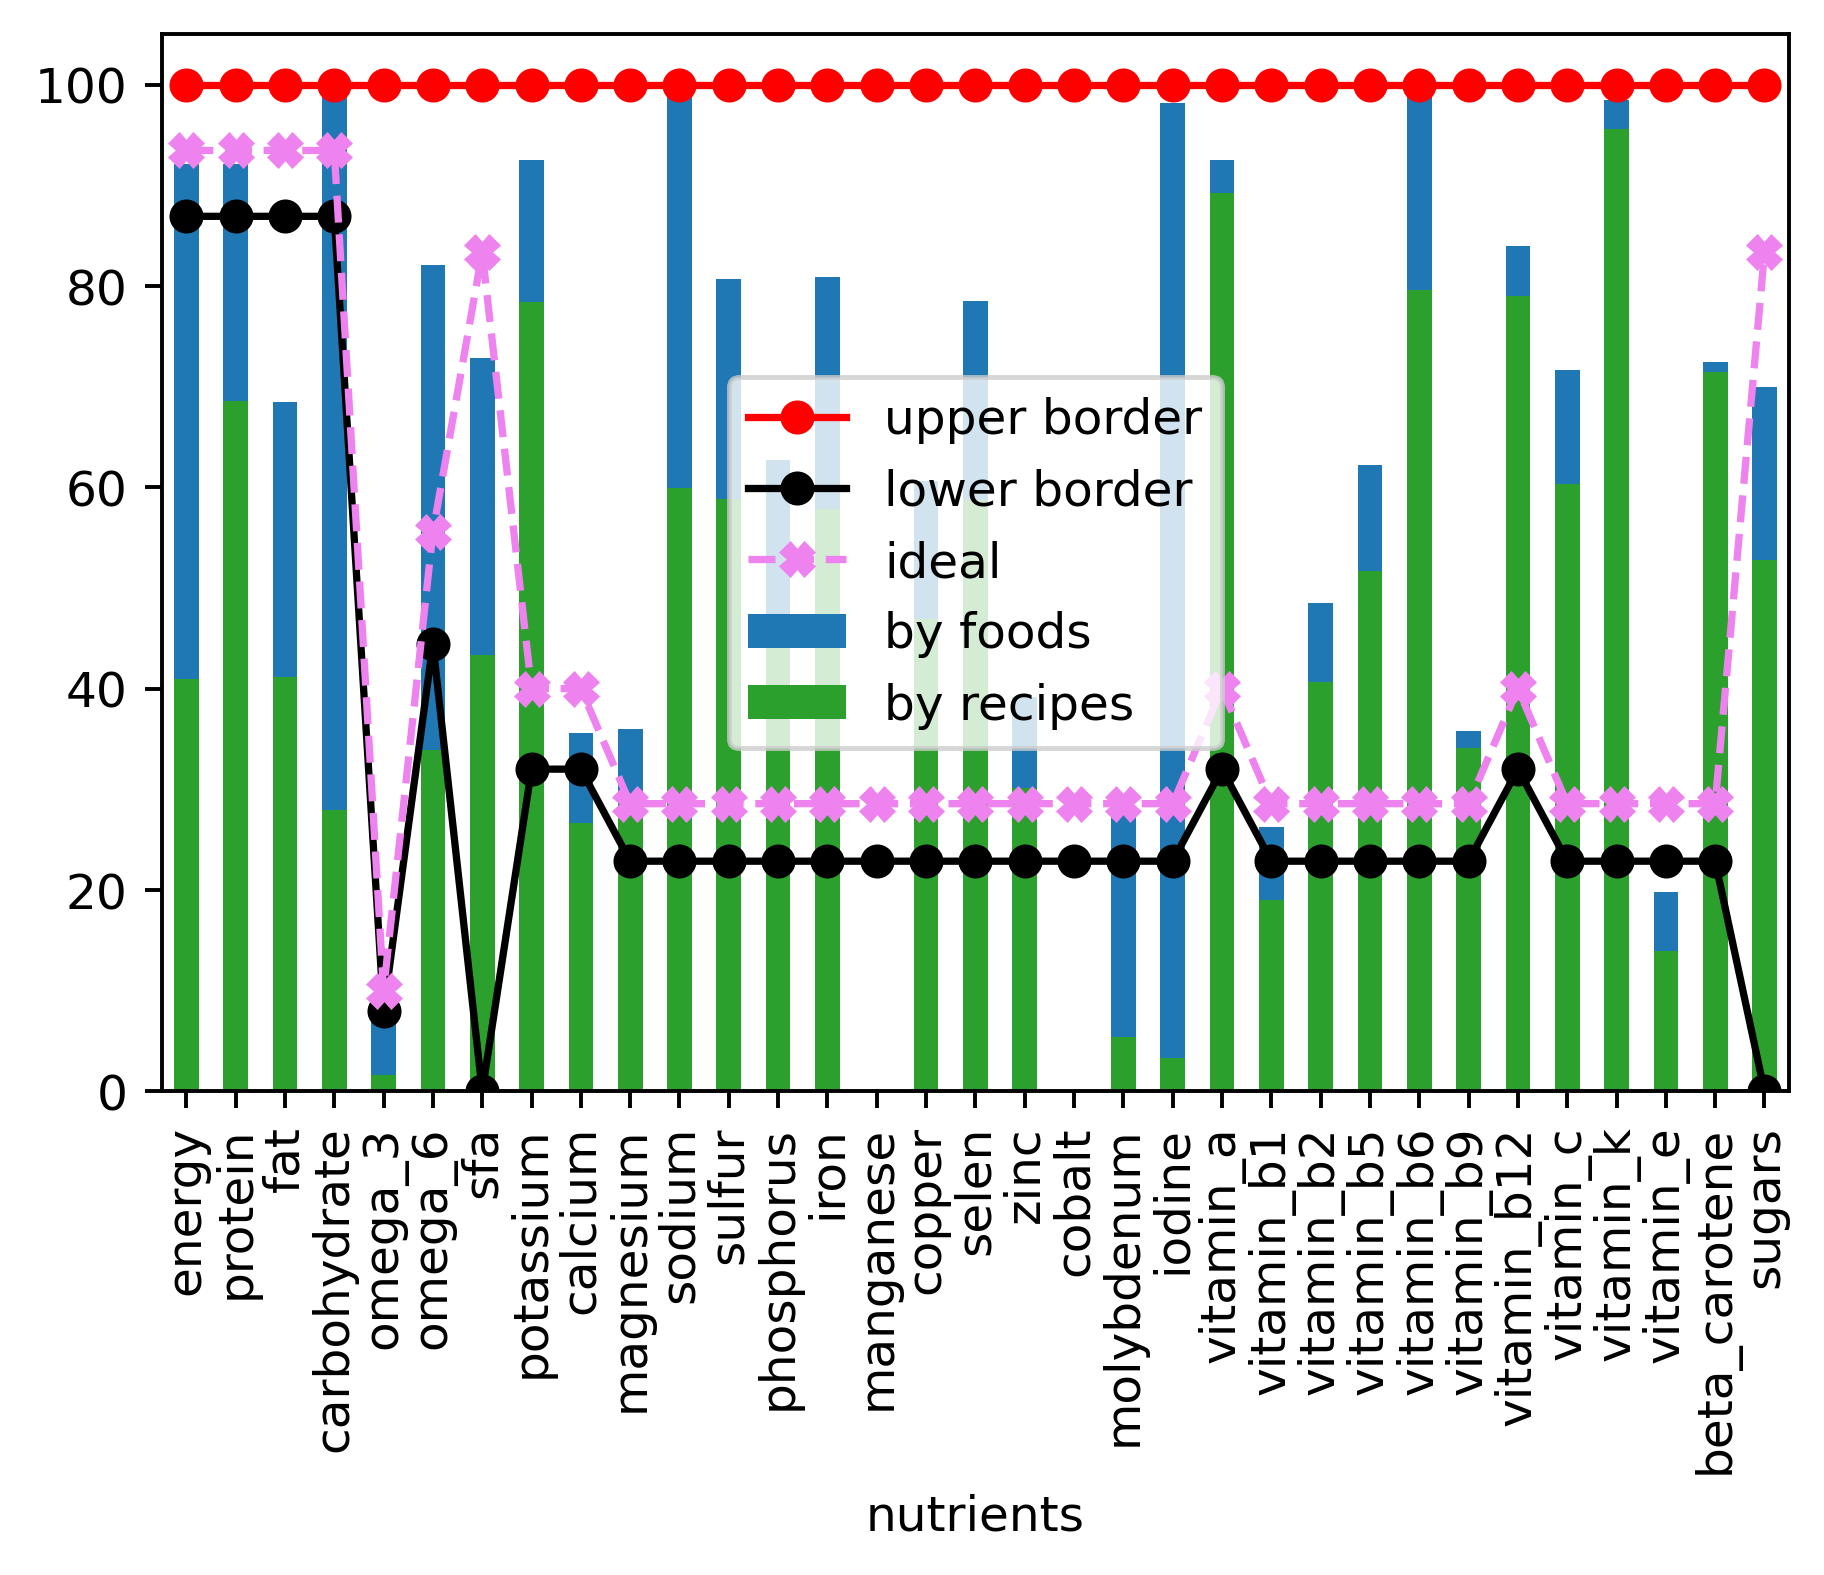 100
80
60
40
20
0
upper border
lower border
ideal
by foods
by recipes
energy
protein
fat
carbohydrate
omega_3
omega_6
sfa
potassium
calcium
magnesium
sodium
sulfur
phosphorus
iron
manganese
copper
selen
zinc
cobalt
molybdenum
iodine
vitamin_a
vitamin_b1
vitamin_b2
vitamin_b5
vitamin_b6
vitamin_b9
vitamin_b12
vitamin_c
vitamin_k
vitamin_e
beta_carotene
sugars
nutrients